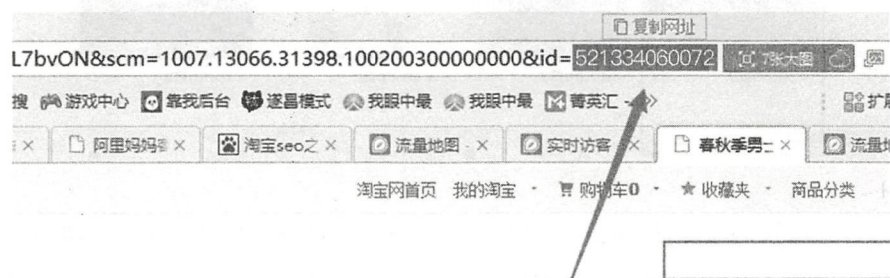 复制网址
L7bvON&scm=1007.13066.31398.100200300000000&id=521334060072 7张大图
搜 游戏中心 靠我后台 遂昌模式 我眼中最 我眼中最 菁英汇 - » 扩展
× 阿里妈妈 × 淘宝seo之 × 流量地图 - × 实时访客 × 春秋季男士 × 流量地
淘宝网首页 我的淘宝 购物车0 ★ 收藏夹 商品分类